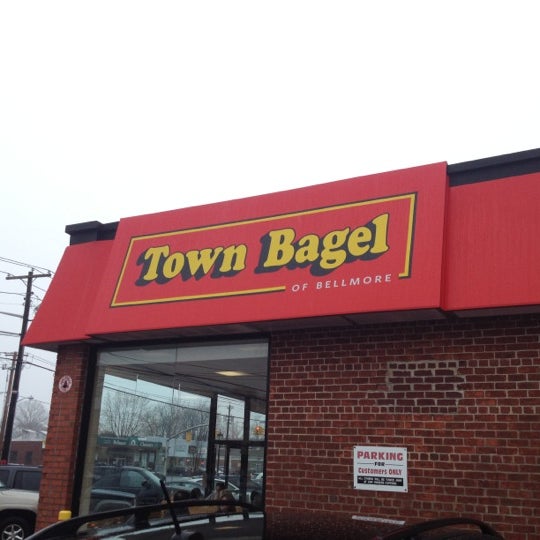 Town Bagel
OF BELLMORE
PARKING
FOR
Customers ONLY